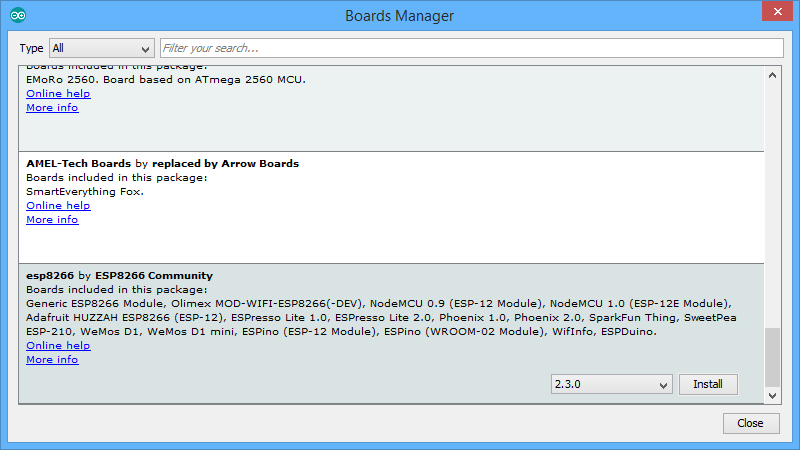 Boards Manager
Type All Filter your search...
Boards included in this package:
EMoRo 2560. Board based on ATmega 2560 MCU.
Online help
More info
AMEL-Tech Boards by replaced by Arrow Boards
Boards included in this package:
SmartEverything Fox.
Online help
More info
esp8266 by ESP8266 Community
Boards included in this package:
Generic ESP8266 Module, Olimex MOD-WIFI-ESP8266(-DEV), NodeMCU 0.9 (ESP-12 Module), NodeMCU 1.0 (ESP-12E Module),
Adafruit HUZZAH ESP8266 (ESP-12), ESPresso Lite 1.0, ESPresso Lite 2.0, Phoenix 1.0, Phoenix 2.0, SparkFun Thing, SweetPea
ESP-210, WeMos D1, WeMos D1 mini, ESPino (ESP-12 Module), ESPino (WROOM-02 Module), WifInfo, ESPDuino.
Online help
More info
2.3.0 Install
Close